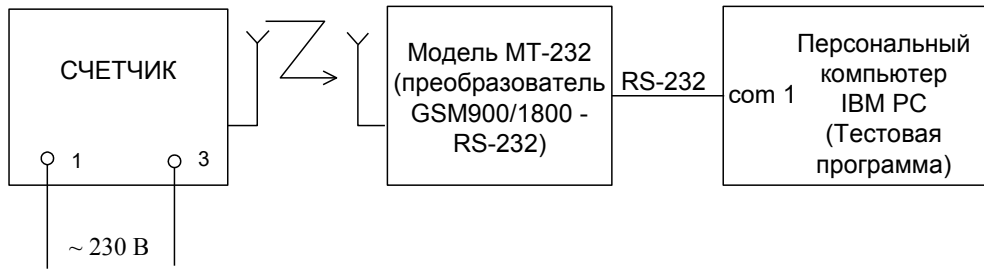 СЧЕТЧИК
1
3
~ 230 В
Модель МТ-232
(преобразователь
GSM900/1800 -
RS-232)
RS-232
com 1
Персональный
компьютер
IBM PC
(Тестовая
программа)